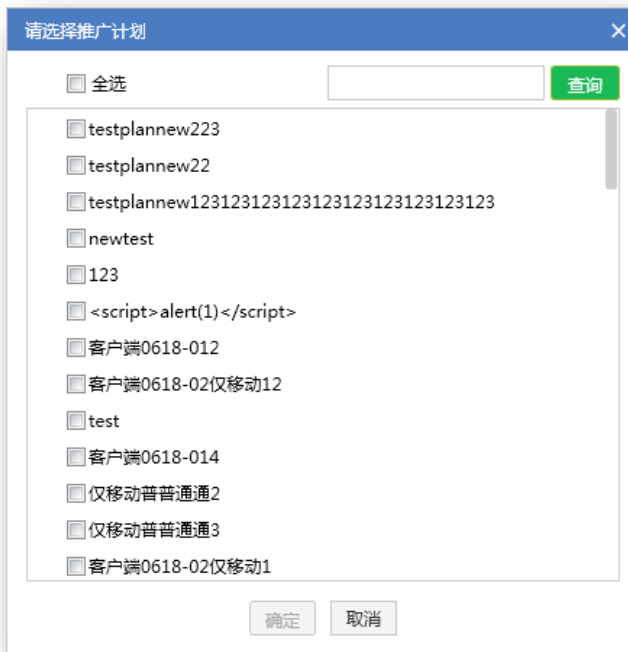 请选择推广计划
全选 查询
testplannew223
testplannew22
testplannew123123123123123123123123123123
newtest
123
<script>alert(1)</script>
客户端0618-012
客户端0618-02仅移动12
test
客户端0618-014
仅移动普普通通2
仅移动普普通通3
客户端0618-02仅移动1
确定 取消